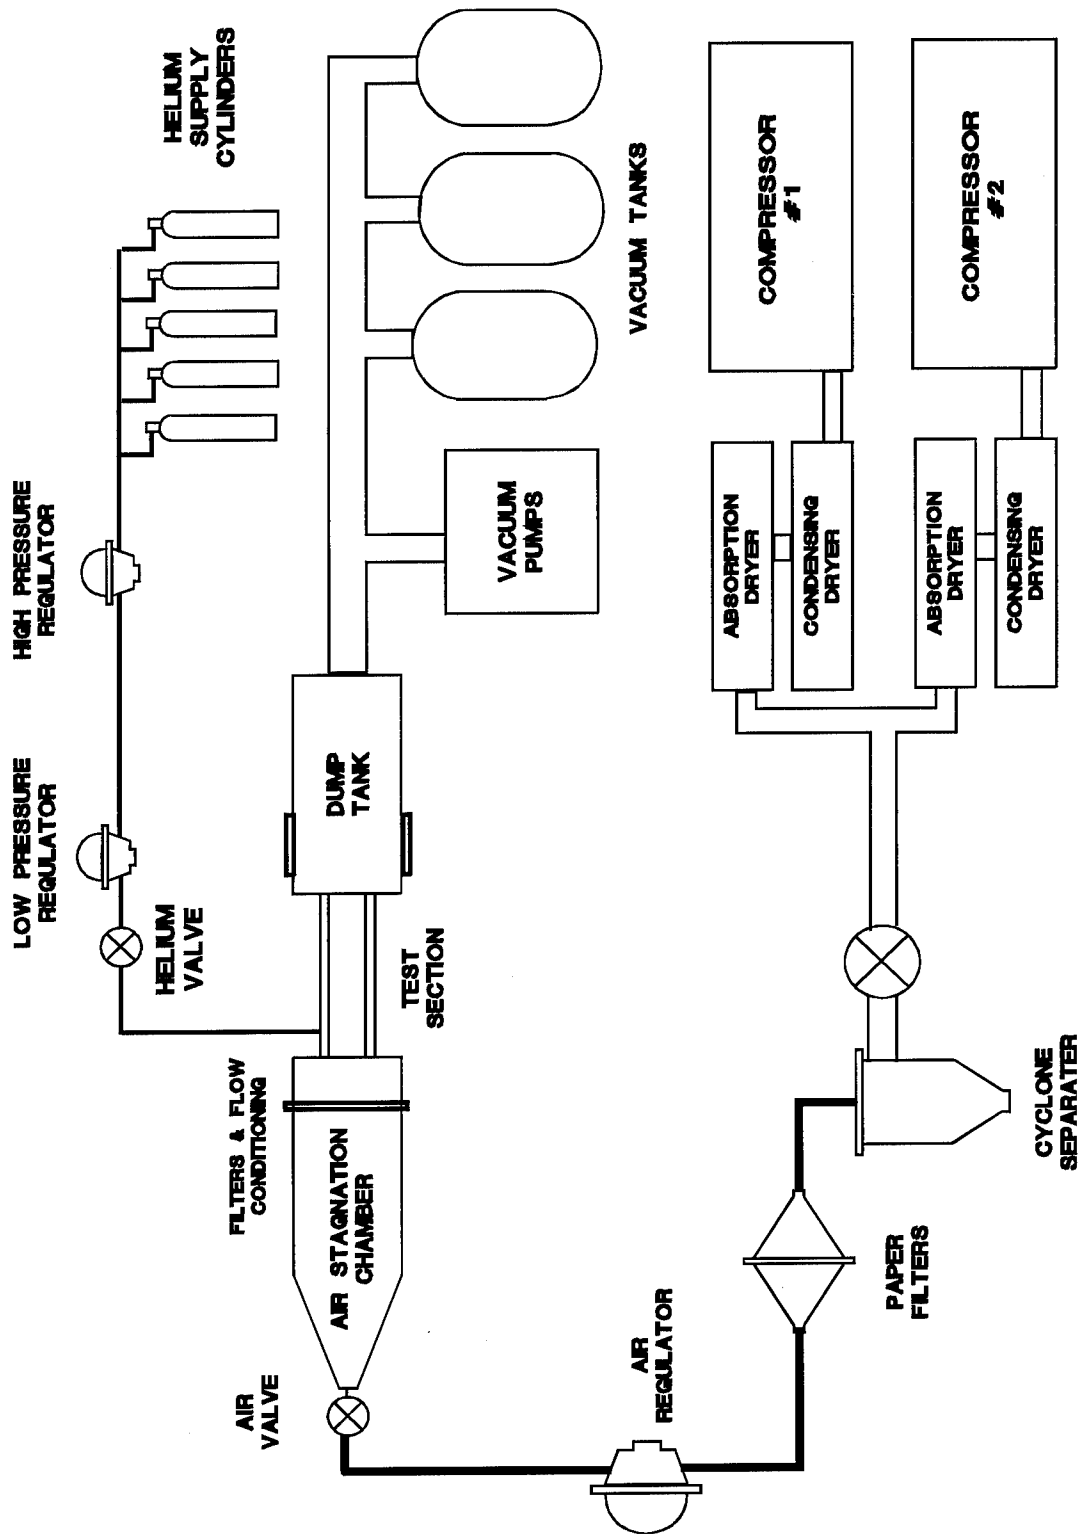 HIGH PRESSURE
REGULATOR
LOW PRESSURE
REGULATOR
HELIUM
SUPPLY
CYLINDERS
HELIUM
VALVE
FILTERS & FLOW
CONDITIONING
AIR
VALVE
AIR STAGNATION
CHAMBER
TEST
SECTION
DUMP
TANK
VACUUM
PUMPS
VACUUM TANKS
AIR
REGULATOR
PAPER
FILTERS
CYCLONE
SEPARATER
ABSORPTION
DRYER
CONDENSING
DRYER
COMPRESSOR
#1
ABSORPTION
DRYER
CONDENSING
DRYER
COMPRESSOR
#2